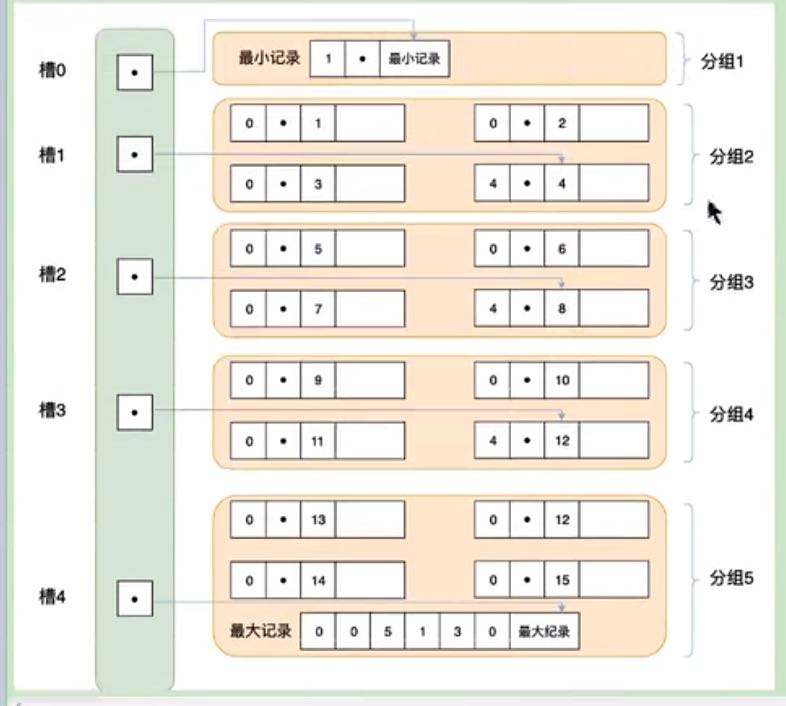 槽0
最小记录 1 • 最小记录
分组1
0 • 1
0 • 2
槽1
分组2
0 • 3
4 • 4
0 • 5
0 • 6
槽2
分组3
0 • 7
4 • 8
0 • 9
0 • 10
槽3
分组4
0 • 11
4 • 12
0 • 13
0 • 12
0 • 14
0 • 15
槽4
分组5
最大记录 0 0 5 1 3 0 最大纪录